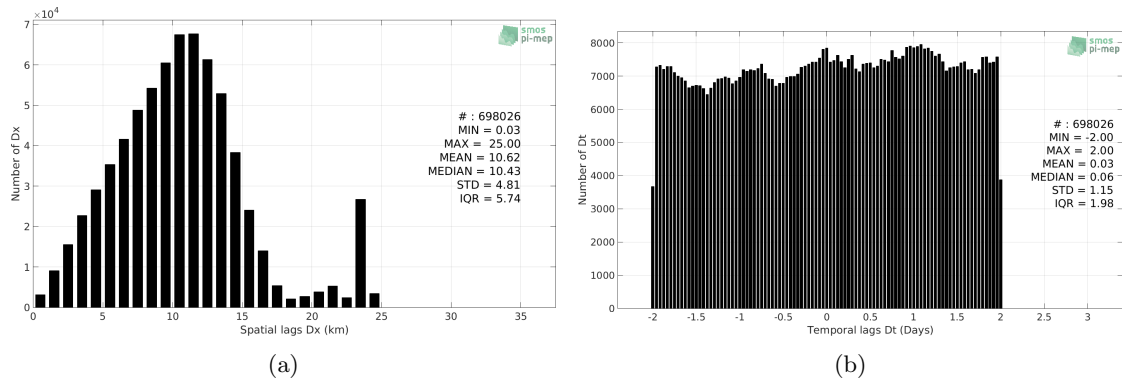 ×10⁴
7
6
5
4
3
2
1
0
Number of Dx
0 5 10 15 20 25 30 35
Spatial lags Dx (km)
smos
pi-mep
# : 698026
MIN = 0.03
MAX = 25.00
MEAN = 10.62
MEDIAN = 10.43
STD = 4.81
IQR = 5.74
(a)
8000
7000
6000
5000
4000
3000
2000
1000
0
Number of Dt
-2 -1.5 -1 -0.5 0 0.5 1 1.5 2 2.5 3
Temporal lags Dt (Days)
smos
pi-mep
# : 698026
MIN = -2.00
MAX = 2.00
MEAN = 0.03
MEDIAN = 0.06
STD = 1.15
IQR = 1.98
(b)